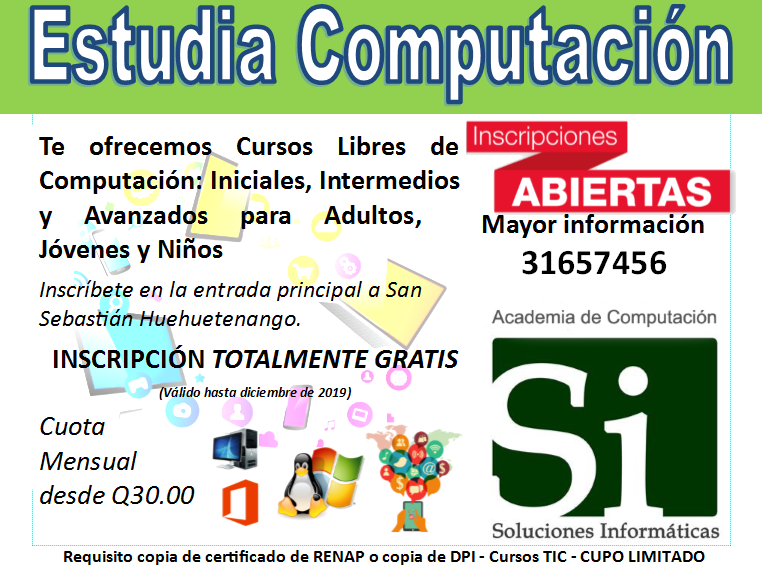 Estudia Computación
Te ofrecemos Cursos Libres de
Computación: Iniciales, Intermedios
y Avanzados para Adultos,
Jóvenes y Niños
Inscríbete en la entrada principal a San
Sebastián Huehuetenango.
INSCRIPCIÓN TOTALMENTE GRATIS
(Válido hasta diciembre de 2019)
Cuota
Mensual
desde Q30.00
Inscripciones
ABIERTAS
Mayor información
31657456
Academia de Computación
Si
Soluciones Informáticas
Requisito copia de certificado de RENAP o copia de DPI - Cursos TIC - CUPO LIMITADO